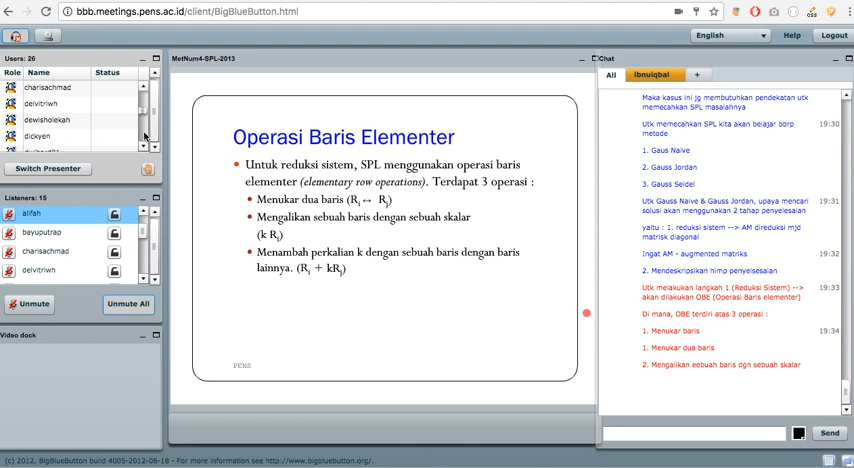 bbb.meetings.pens.ac.id/client/BigBlueButton.html
English
Help
Logout
Users: 26
Role Name Status
charisachmad
delvitriwh
dewisholekah
dickyen
Switch Presenter
Listeners: 15
alifah
bayuputrap
charisachmad
delvitriwh
Unmute
Unmute All
Video dock
MetNum4-SPL-2013
Operasi Baris Elementer
• Untuk reduksi sistem, SPL menggunakan operasi baris
elementer (elementary row operations). Terdapat 3 operasi :
• Menukar dua baris (Ri ↔ Rj)
• Mengalikan sebuah baris dengan sebuah skalar
(k Ri)
• Menambah perkalian k dengan sebuah baris dengan baris
lainnya. (Ri + kRj)
PENS
Chat
All ibnuiqbal +
Maka kasus ini jg membutuhkan pendekatan utk
memecahkan SPL masalahnya
Utk memecahkan SPL kita akan belajar bbrp 19:30
metode
1. Gaus Naive
2. Gauss Jordan
3. Gauss Seidel
Utk Gauss Naive & Gauss Jordan, upaya mencari 19:31
solusi akan menggunakan 2 tahap penyelesaian
yaitu : 1. reduksi sistem --> AM direduksi mjd
matrisk diagonal
Ingat AM - augmented matriks 19:32
2. Mendeskripsikan himp penyelsesaian
Utk melakukan langkah 1 (Reduksi Sistem) --> 19:33
akan dilakukan OBE (Operasi Baris elementer)
Di mana, OBE terdiri atas 3 operasi :
1. Menukar baris 19:34
1. Menukar dua baris
2. Mengalikan eebuah baris dgn sebuah skalar
Send
(c) 2012, BigBlueButton build 4005-2012-06-18 - For more information see http://www.bigbluebutton.org/.